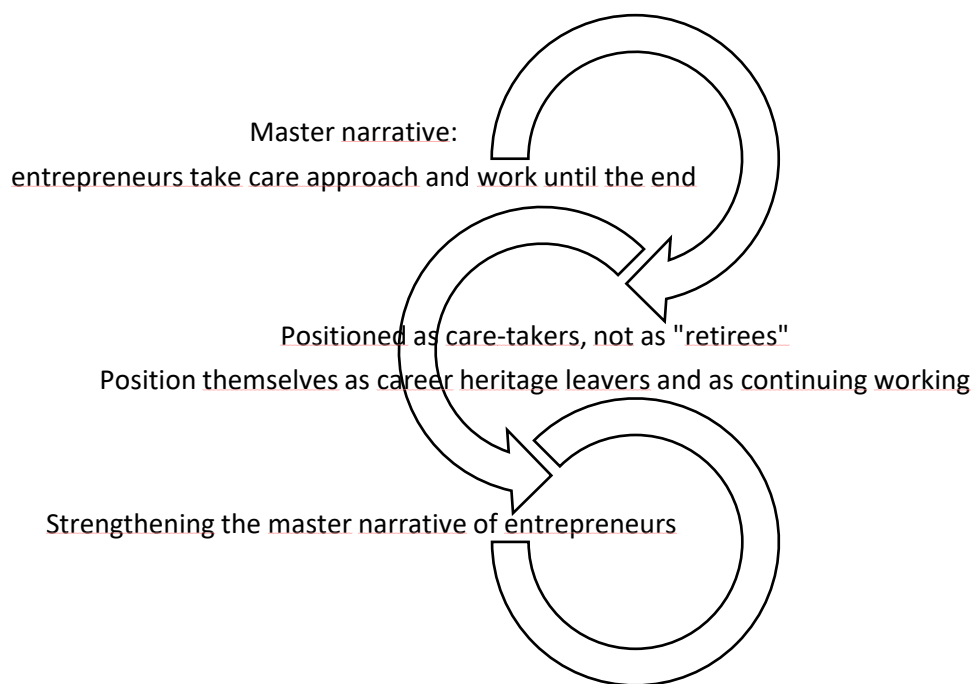 Master narrative:
entrepreneurs take care approach and work until the end
Positioned as care-takers, not as "retirees"
Position themselves as career heritage leavers and as continuing working
Strengthening the master narrative of entrepreneurs